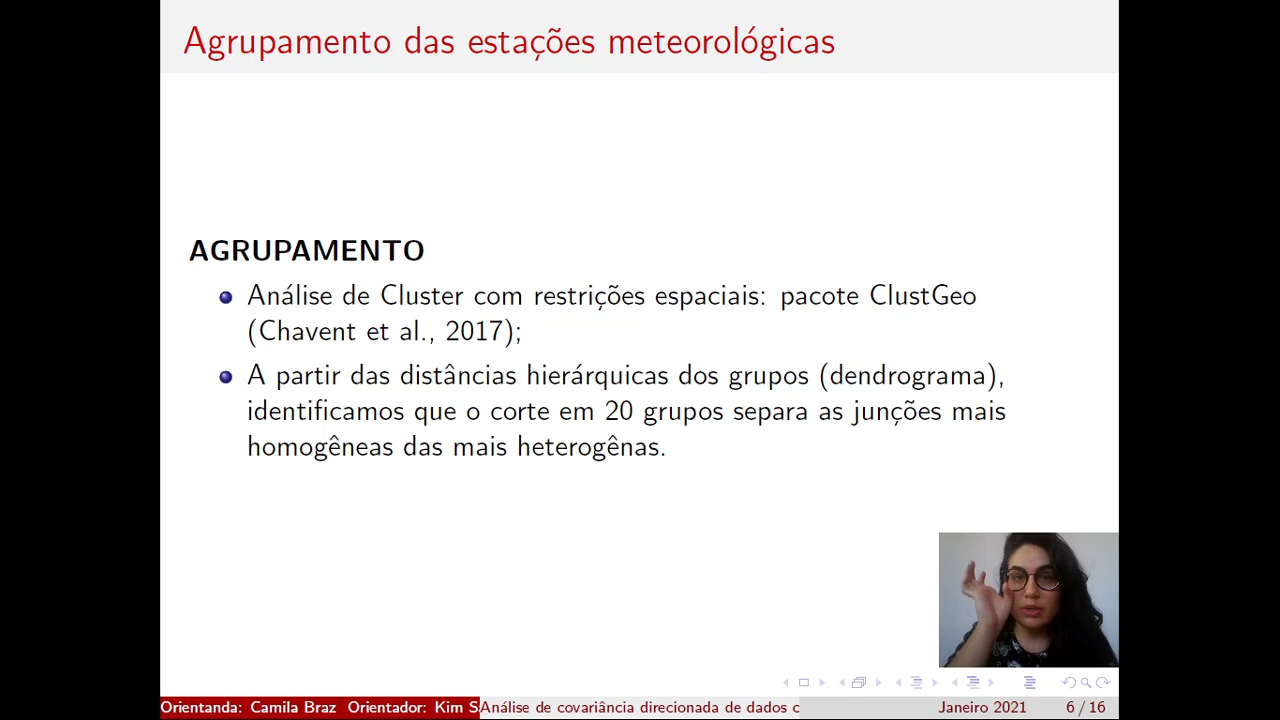 Agrupamento das estações meteorológicas
AGRUPAMENTO
Análise de Cluster com restrições espaciais: pacote ClustGeo
(Chavent et al., 2017);
A partir das distâncias hierárquicas dos grupos (dendrograma),
identificamos que o corte em 20 grupos separa as junções mais
homogêneas das mais heterogênas.
Orientanda: Camila Braz Orientador: Kim S Análise de covariância direcionada de dados c Janeiro 2021 6 / 16